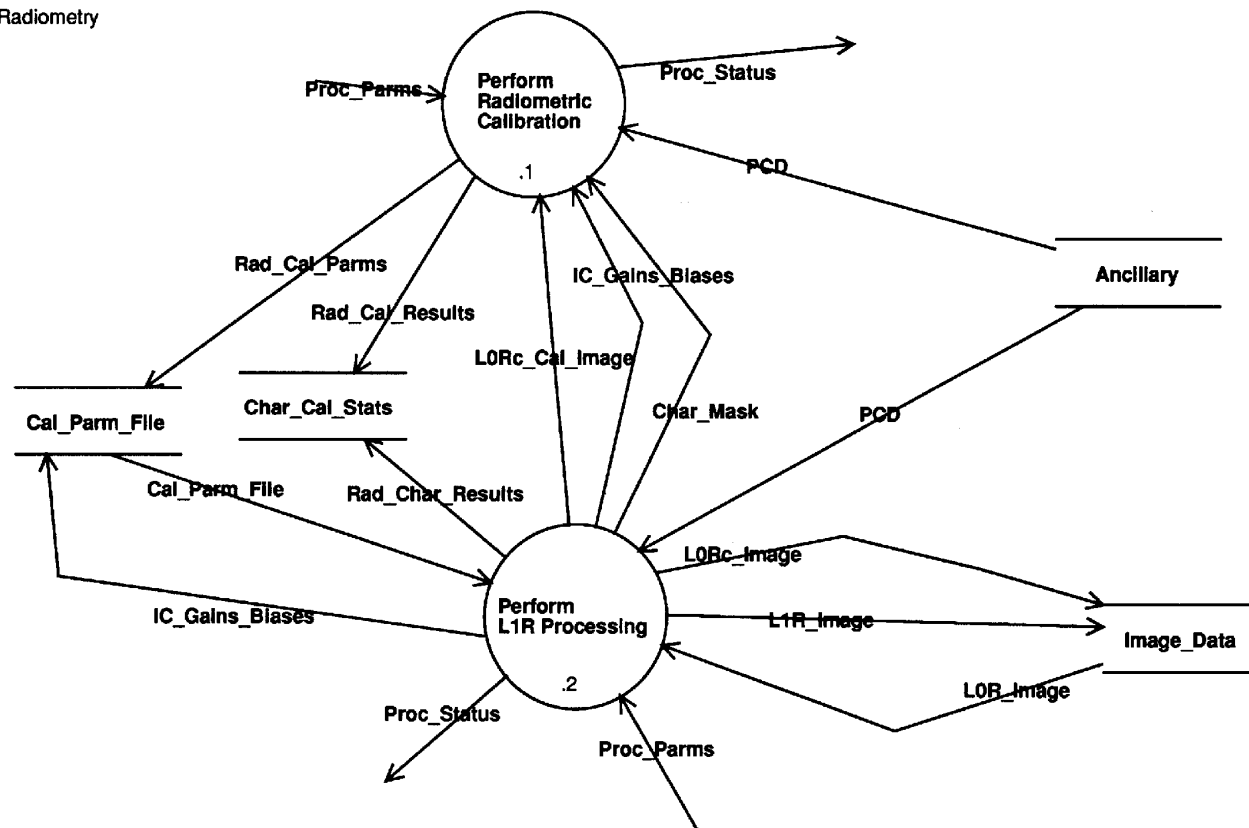 Radiometry
Proc_Parms
Perform
Radiometric
Calibration
.1
Proc_Status
PCD
Rad_Cal_Parms
IC_Gains_Biases
Ancillary
Rad_Cal_Results
L0Rc_Cal_Image
Cal_Parm_File
Char_Cal_Stats
Char_Mask
PCD
Cal_Parm_File
Rad_Char_Results
L0Rc_Image
IC_Gains_Biases
Perform
L1R Processing
.2
L1R_Image
Image_Data
L0R_Image
Proc_Status
Proc_Parms